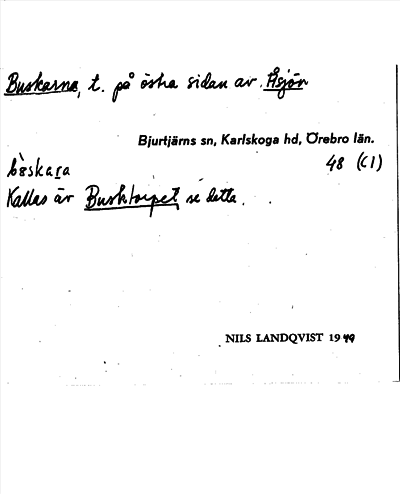 Buskarna, t. på östra sidan av Åsjön
Bjurtjärns sn, Karlskoga hd, Örebro län.
48 (C1)
Kallas är Busktorpet, se detta.
NILS LANDQVIST 1949